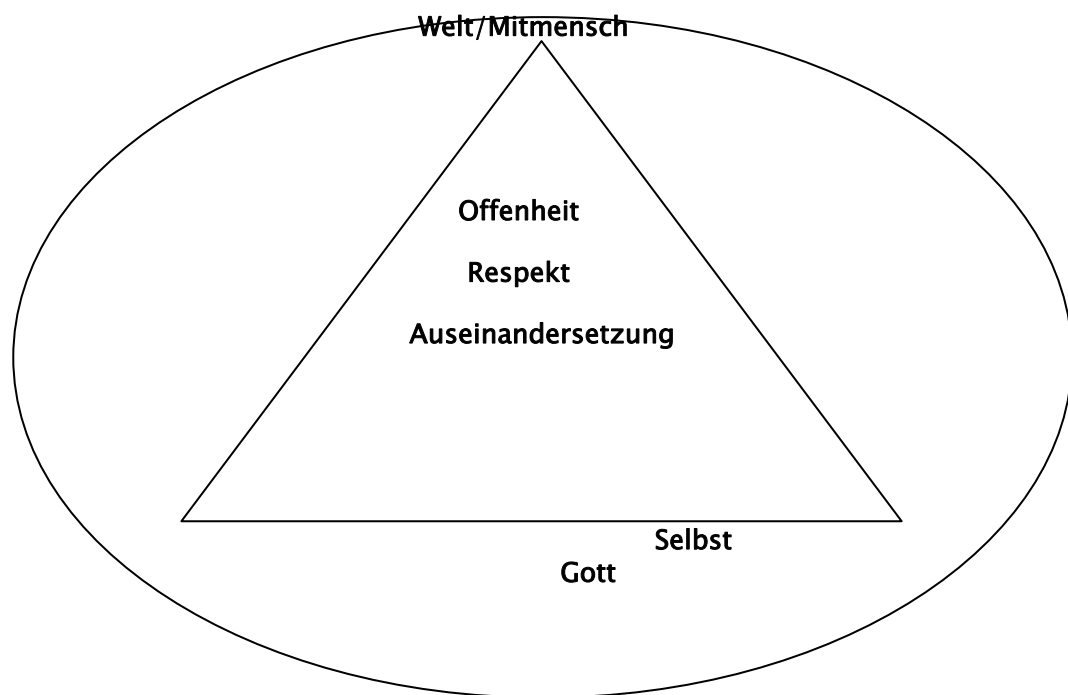 Welt/Mitmensch
Offenheit
Respekt
Auseinandersetzung
Selbst
Gott